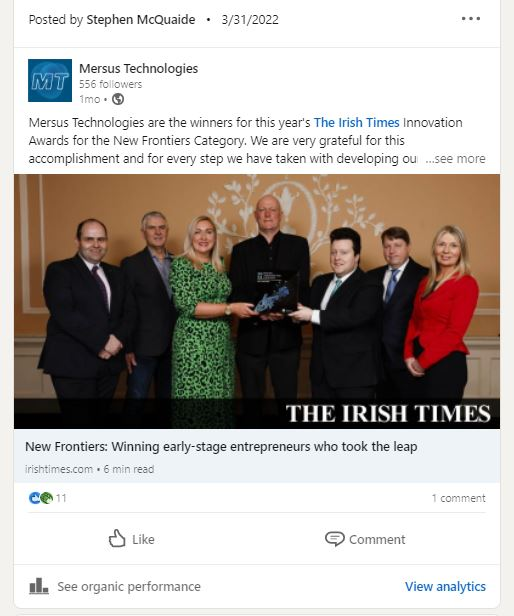 Posted by Stephen McQuaide • 3/31/2022
MT
Mersus Technologies
556 followers
1mo •
Mersus Technologies are the winners for this year's The Irish Times Innovation
Awards for the New Frontiers Category. We are very grateful for this
accomplishment and for every step we have taken with developing ou ...see more
THE IRISH TIMES
New Frontiers: Winning early-stage entrepreneurs who took the leap
irishtimes.com • 6 min read
11
1 comment
Like
Comment
See organic performance
View analytics